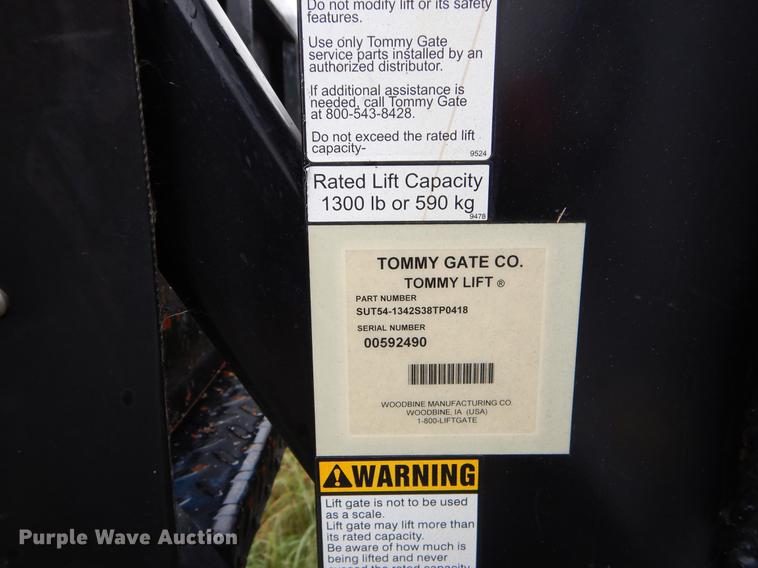 Do not modify lift or its safety
features.
Use only Tommy Gate
service parts installed by an
authorized distributor.
If additional assistance is
needed, call Tommy Gate
at 800-543-8428.
Do not exceed the rated lift
capacity-
9524
Rated Lift Capacity
1300 lb or 590 kg
9478
TOMMY GATE CO.
TOMMY LIFT ®
PART NUMBER
SUT54-1342S38TP0418
SERIAL NUMBER
00592490
WOODBINE MANUFACTURING CO.
WOODBINE, IA (USA)
1-800-LIFTGATE
WARNING
Lift gate is not to be used
as a scale.
Lift gate may lift more than
its rated capacity.
Be aware of how much is
being lifted and never
exceed the rated capacity
Purple Wave Auction